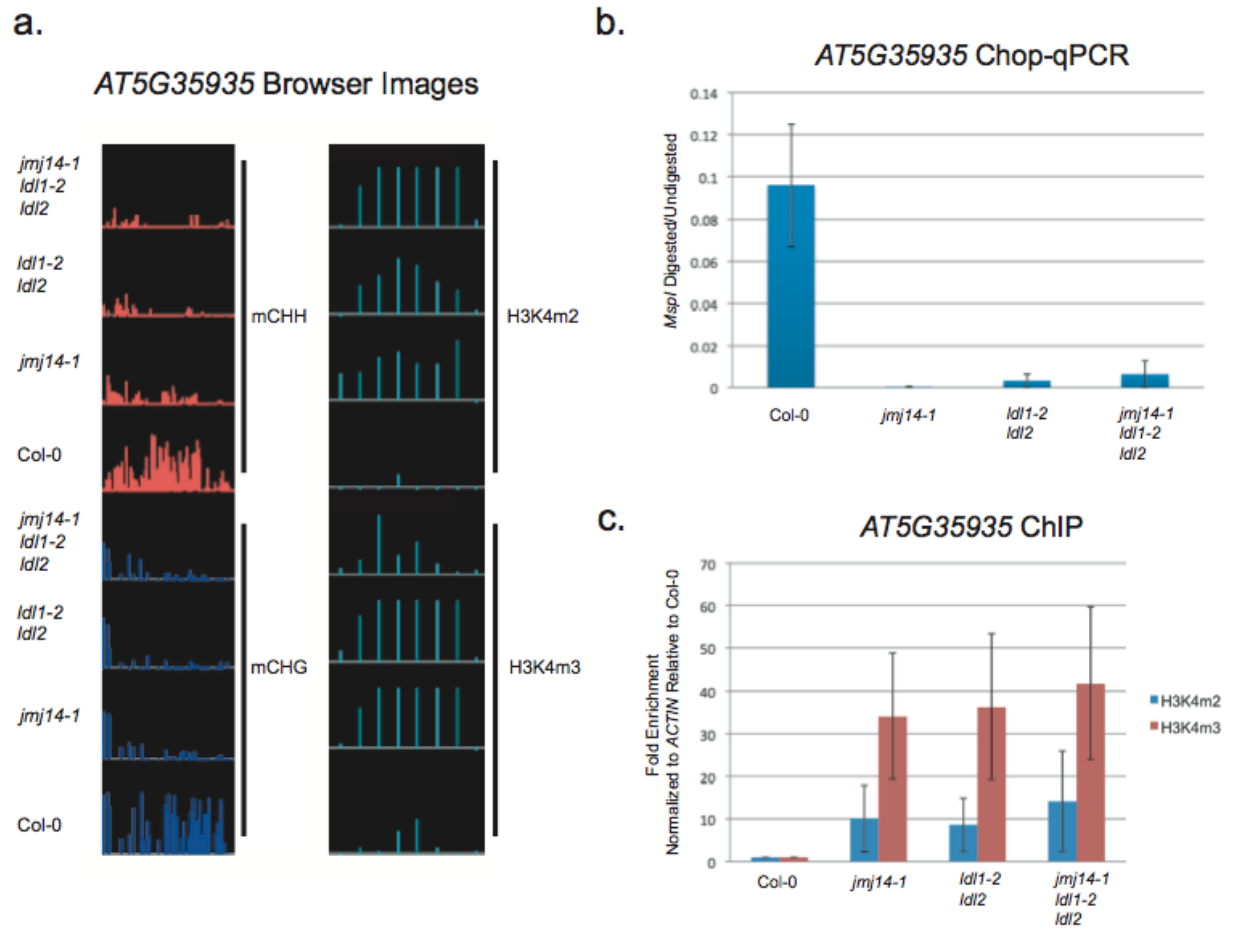 a.
AT5G35935 Browser Images
jmj14-1
ldl1-2
ldl2
ldl1-2
ldl2
jmj14-1
Col-0
mCHH
jmj14-1
ldl1-2
ldl2
ldl1-2
ldl2
jmj14-1
Col-0
mCHG
H3K4m2
H3K4m3
b.
AT5G35935 Chop-qPCR
MspI Digested/Undigested
0.14
0.12
0.1
0.08
0.06
0.04
0.02
0
Col-0
jmj14-1
ldl1-2
ldl2
jmj14-1
ldl1-2
ldl2
c.
AT5G35935 ChIP
Fold Enrichment
Normalized to ACTIN Relative to Col-0
70
60
50
40
30
20
10
0
Col-0
jmj14-1
ldl1-2
ldl2
jmj14-1
ldl1-2
ldl2
H3K4m2
H3K4m3